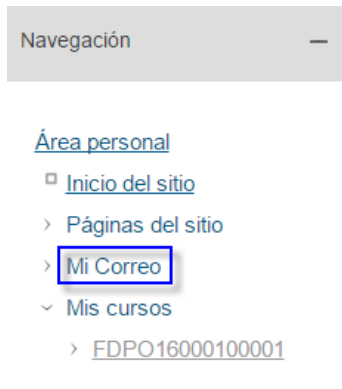 Navegación
Área personal
Inicio del sitio
Páginas del sitio
Mi Correo
Mis cursos
FDPO16000100001